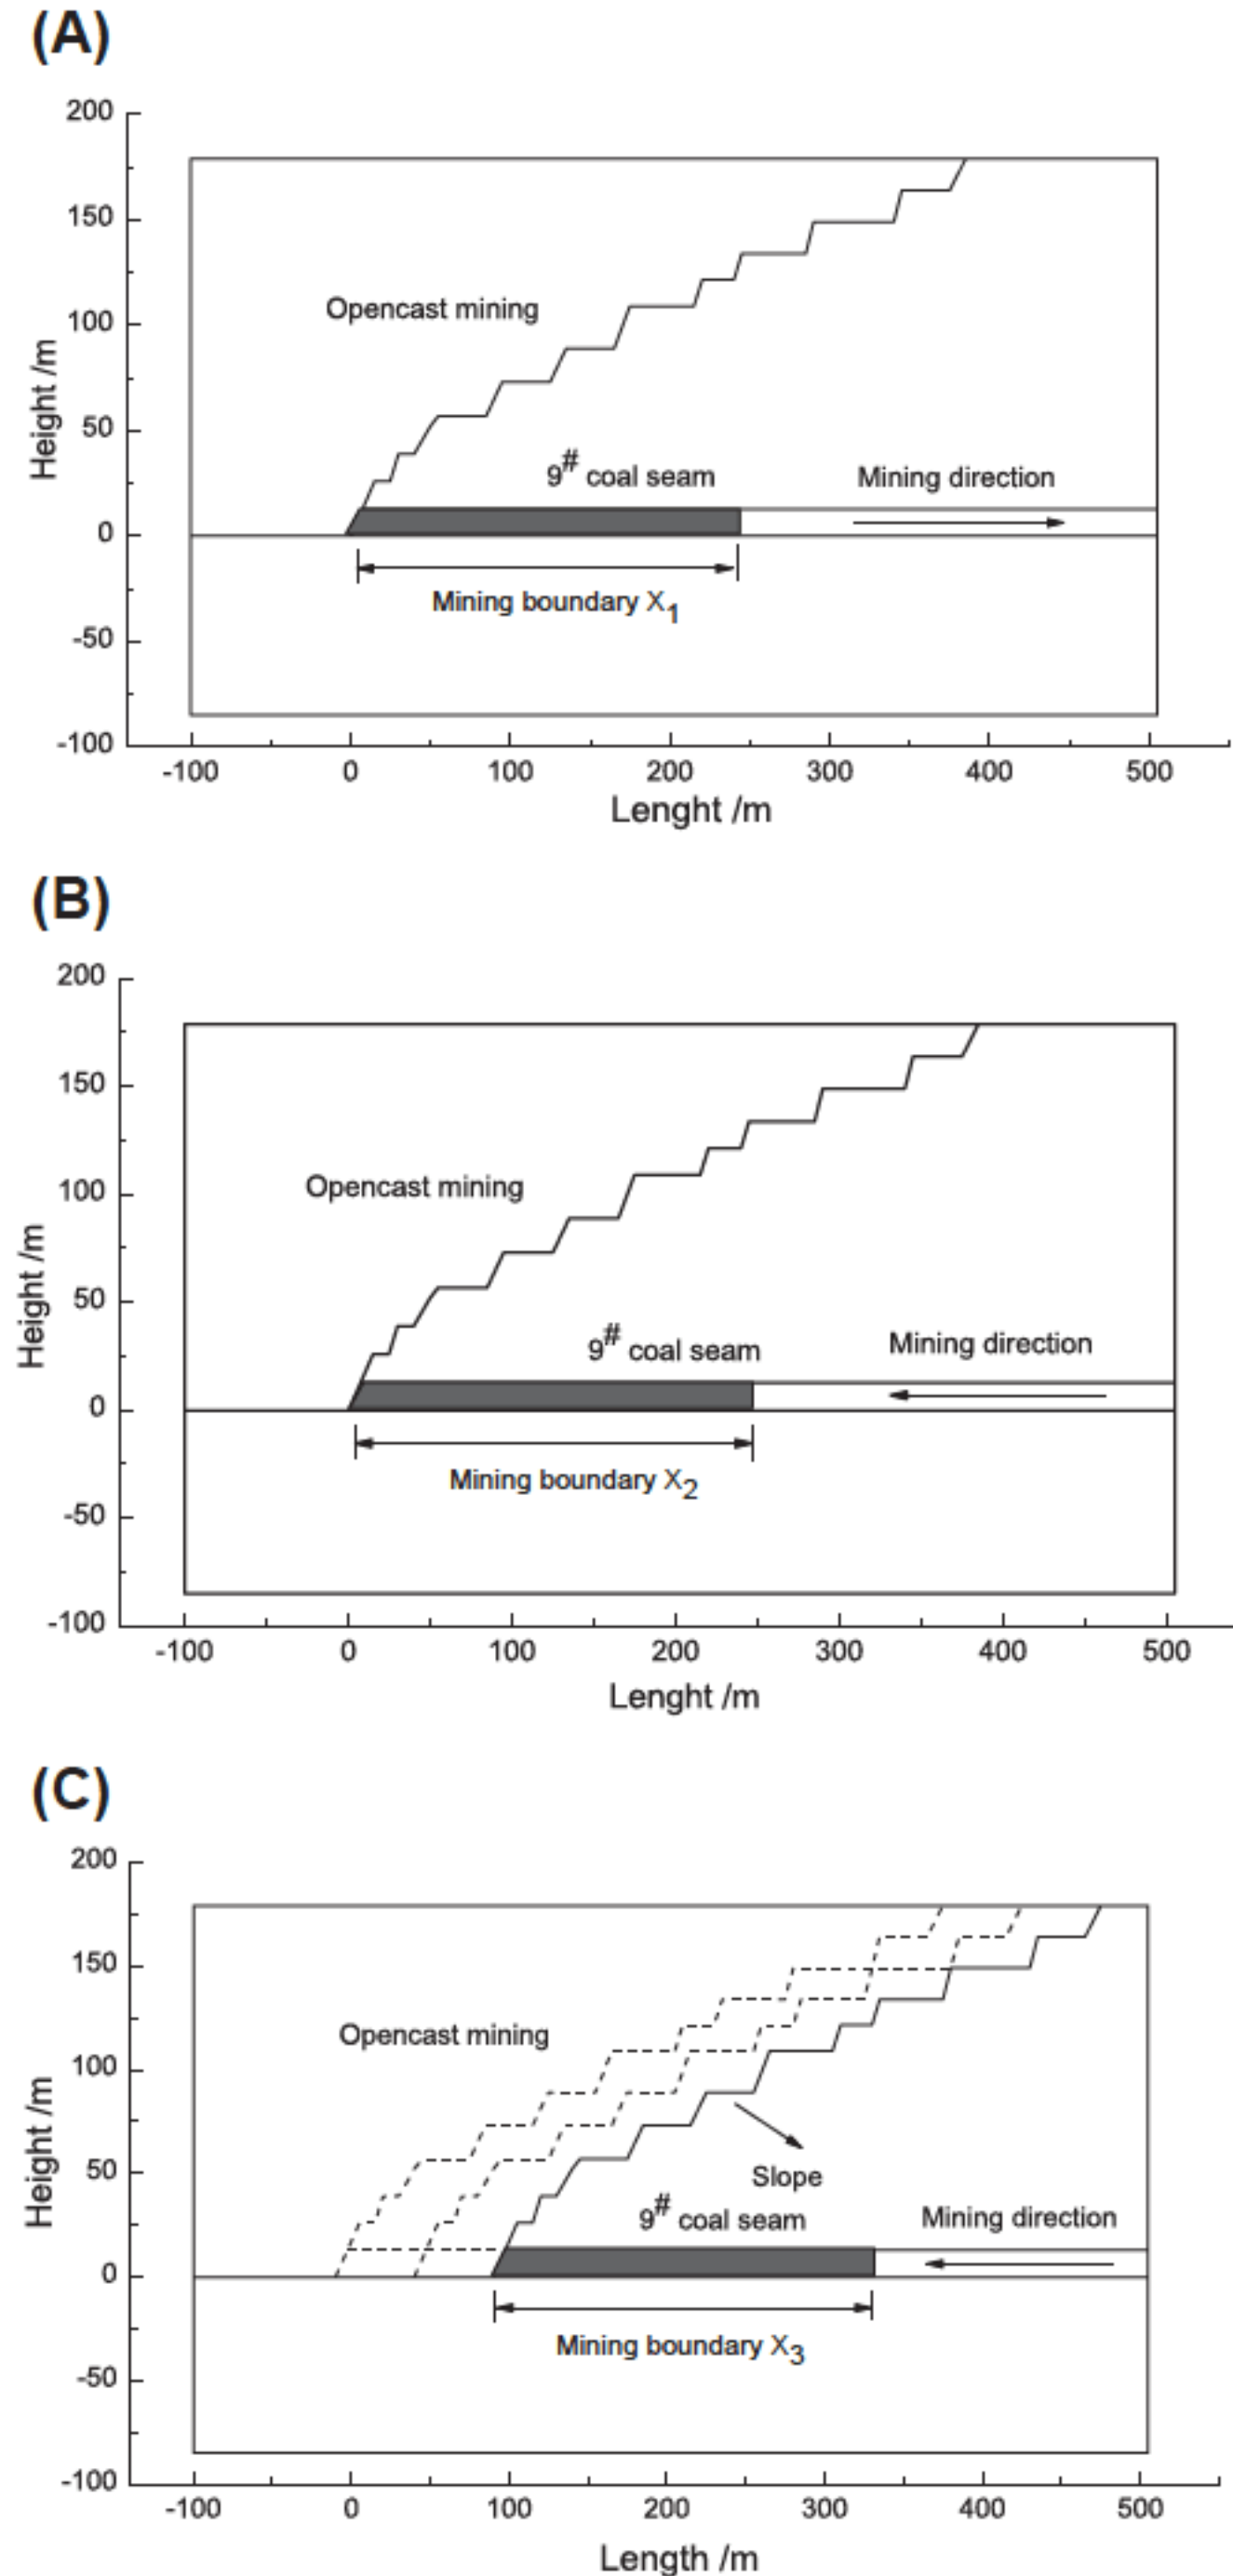 (A)
200
150
100
50
0
-50
-100
Height /m
Opencast mining
9# coal seam
Mining direction
Mining boundary X1
-100 0 100 200 300 400 500
Lenght /m
(B)
200
150
100
50
0
-50
-100
Height /m
Opencast mining
9# coal seam
Mining direction
Mining boundary X2
-100 0 100 200 300 400 500
Lenght /m
(C)
200
150
100
50
0
-50
-100
Height /m
Opencast mining
Slope
9# coal seam
Mining direction
Mining boundary X3
-100 0 100 200 300 400 500
Length /m